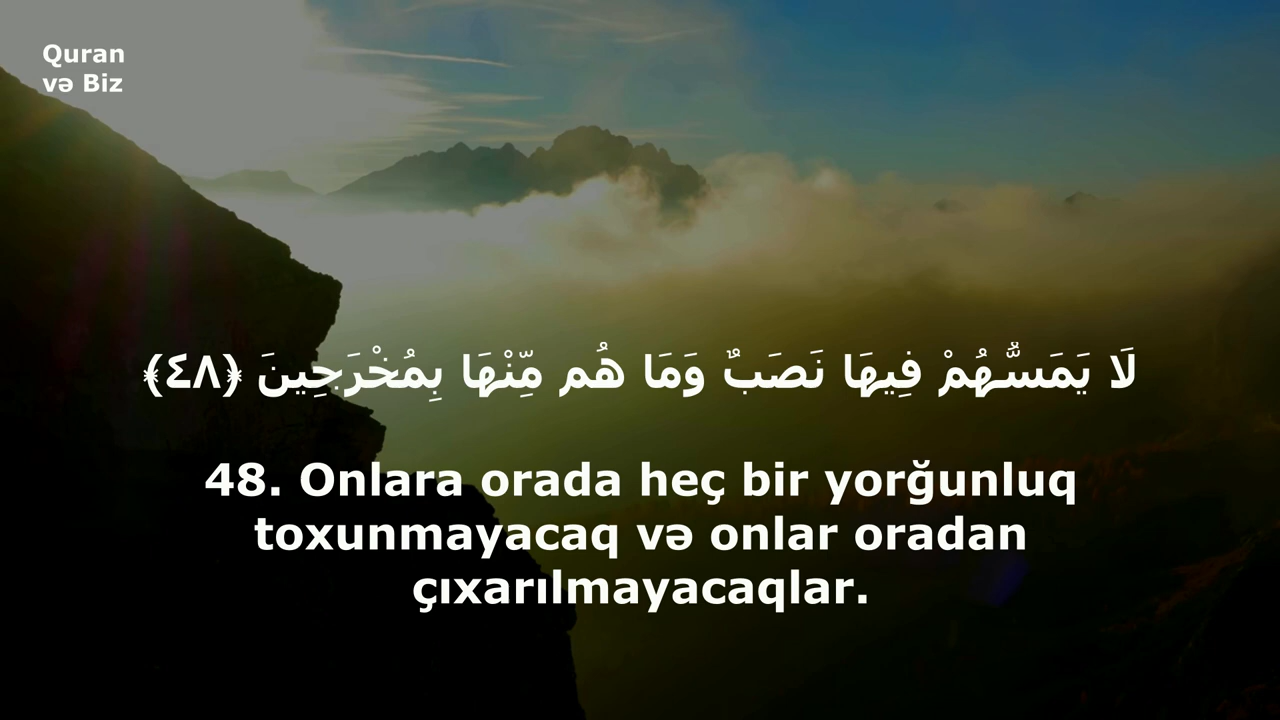 Quran
və Biz
لَا يَمَسُّهُمْ فِيهَا نَصَبٌ وَمَا هُم مِّنْهَا بِمُخْرَجِينَ ﴿٤٨﴾
48. Onlara orada heç bir yorğunluq
toxunmayacaq və onlar oradan
çıxarılmayacaqlar.